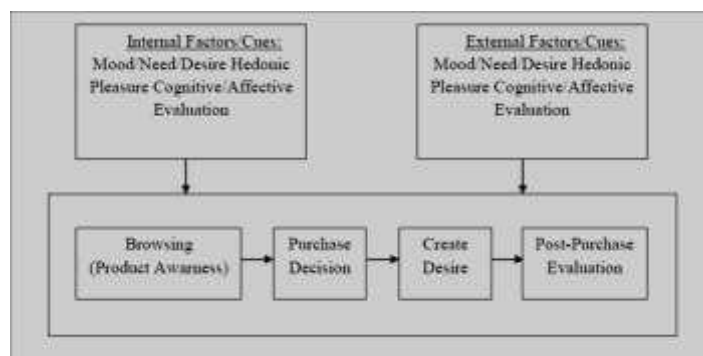 Internal Factors/Cues:
Mood/Need/Desire Hedonic
Pleasure Cognitive/Affective
Evaluation
External Factors/Cues:
Mood/Need/Desire Hedonic
Pleasure Cognitive/Affective
Evaluation
Browsing
(Product Awarness)
Purchase
Decision
Create
Desire
Post-Purchase
Evaluation